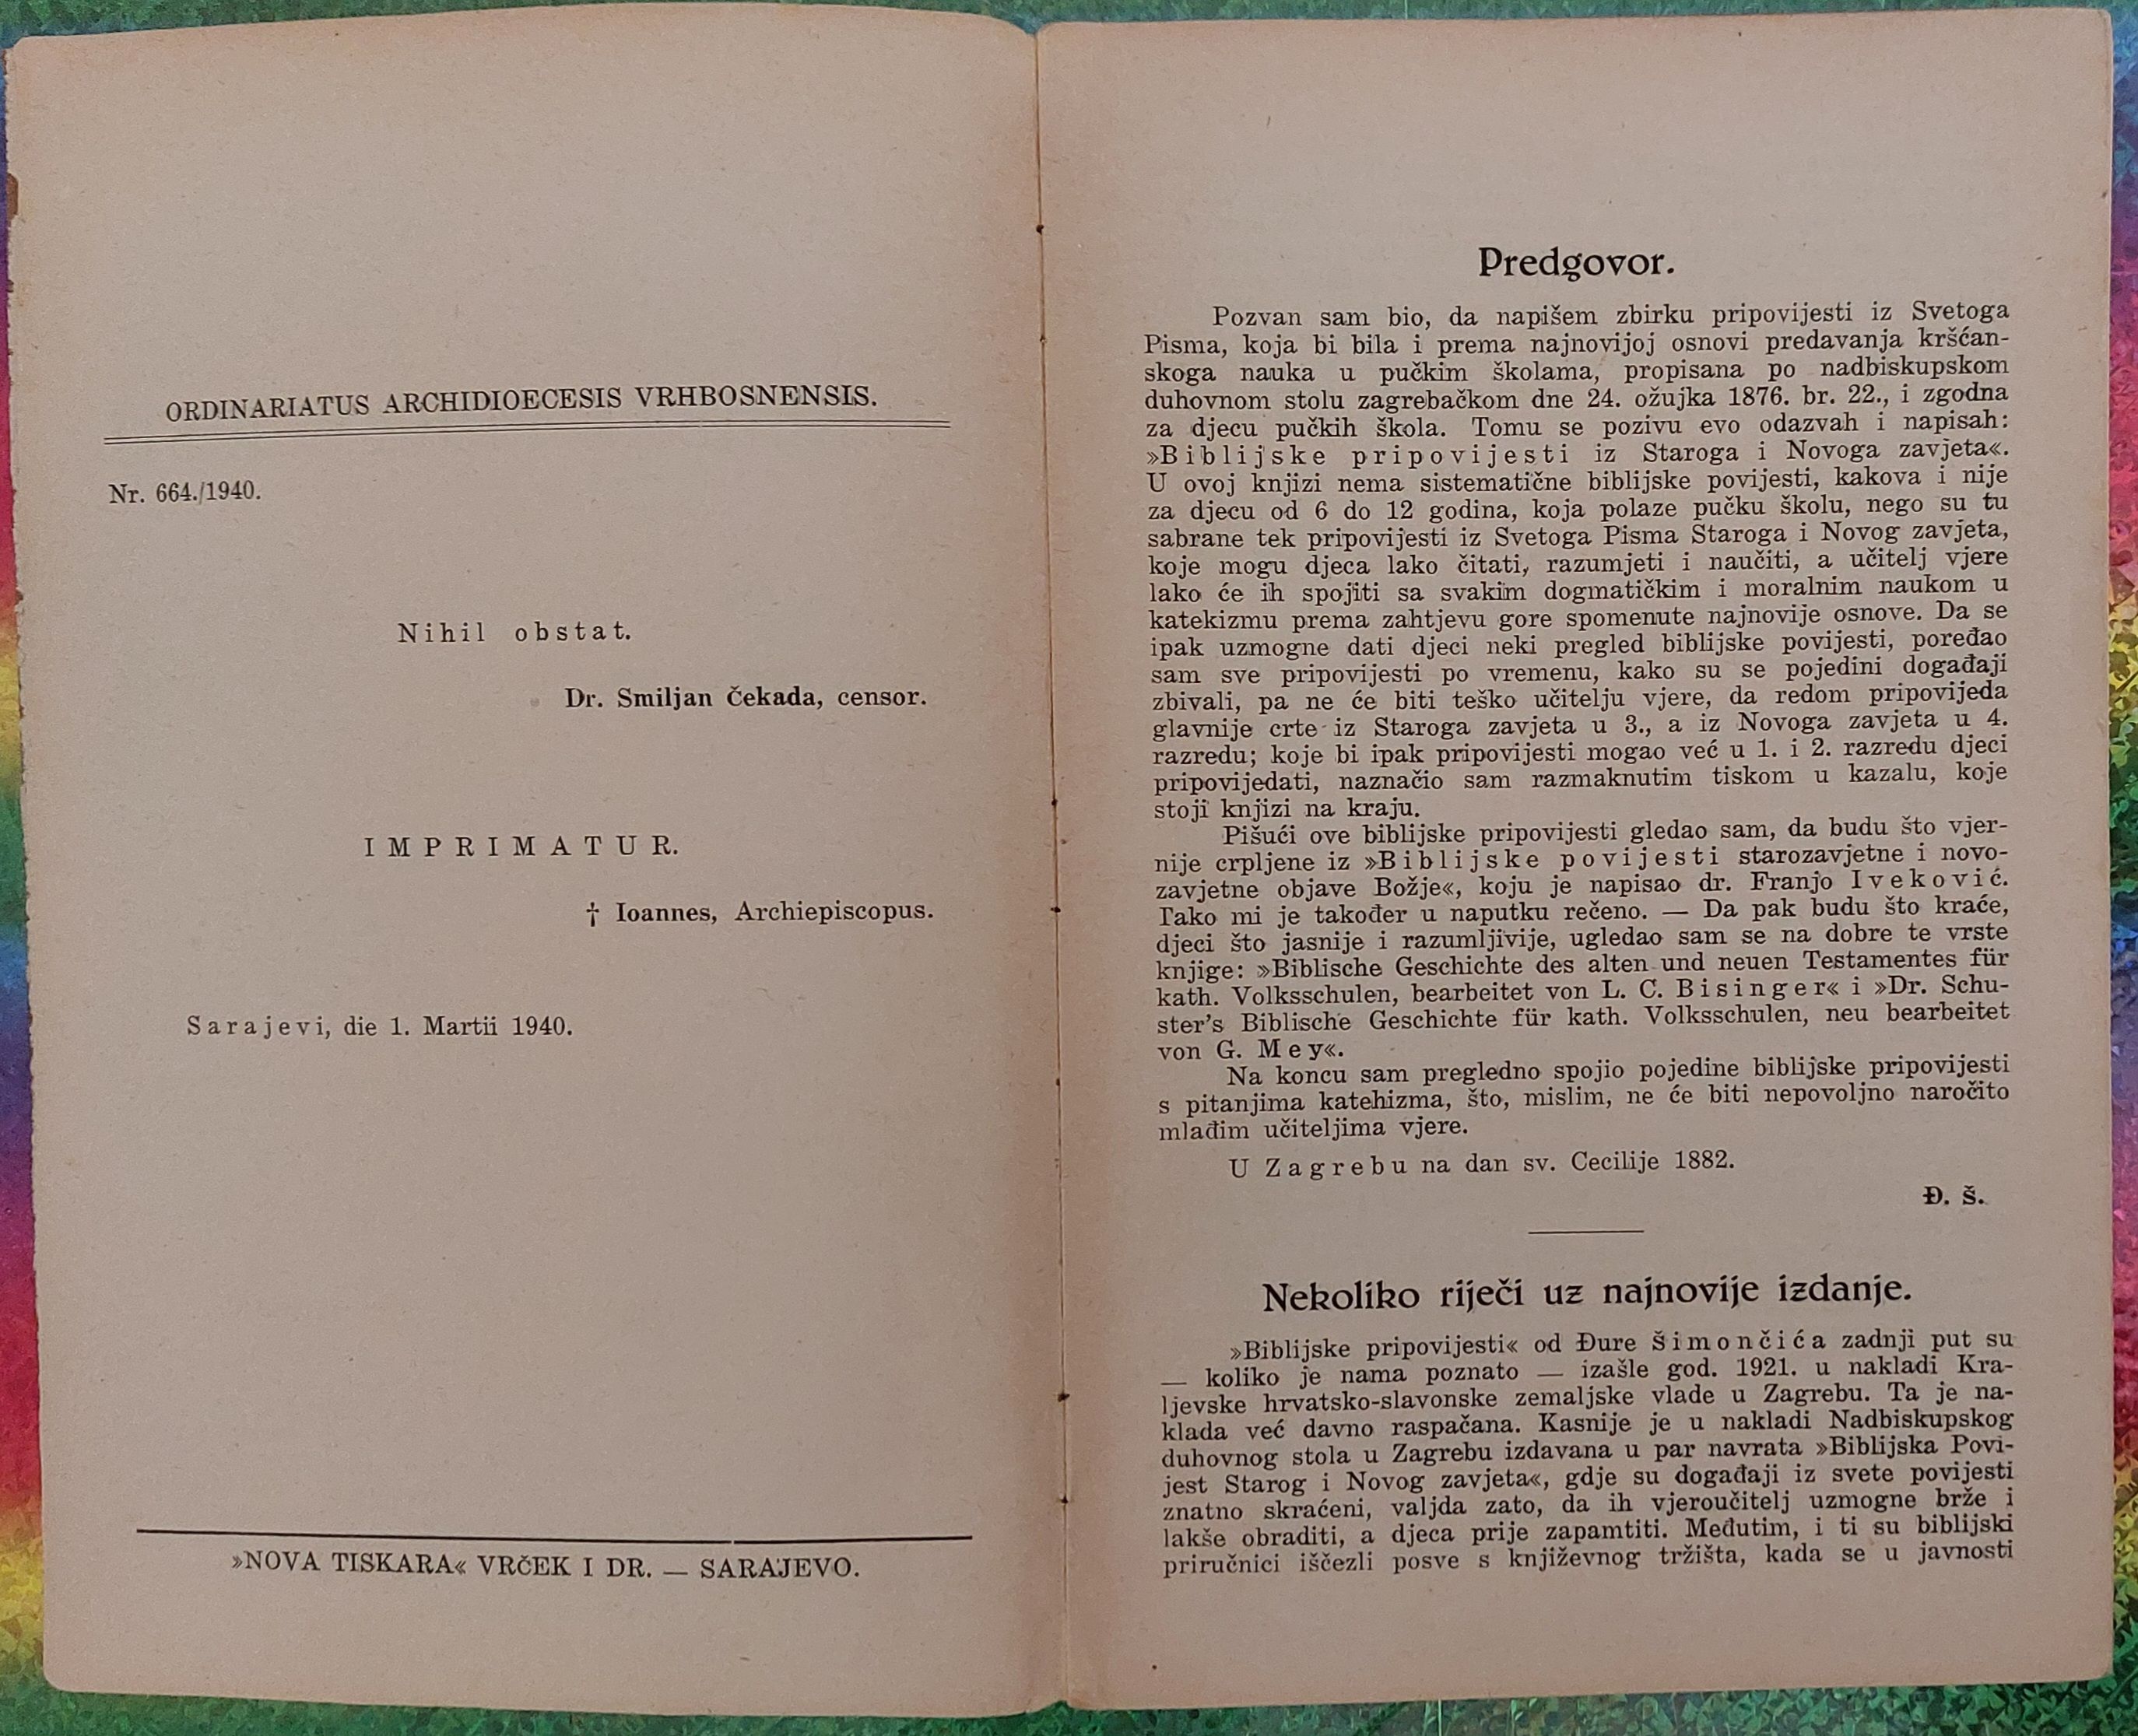 ORDINARIATUS ARCHIDIOECESIS VRHBOSNENSIS.
Nr. 664./1940.
Nihil obstat.
Dr. Smiljan Čekada, censor.
IMPRIMATUR.
† Ioannes, Archiepiscopus.
Sarajevi, die 1. Martii 1940.
»NOVA TISKARA« VRČEK I DR. — SARAJEVO.
Predgovor.
Pozvan sam bio, da napišem zbirku pripovijesti iz Svetoga
Pisma, koja bi bila i prema najnovijoj osnovi predavanja kršćan-
skoga nauka u pučkim školama, propisana po nadbiskupskom
duhovnom stolu zagrebačkom dne 24. ožujka 1876. br. 22., i zgodna
za djecu pučkih škola. Tomu se pozivu evo odazvah i napisah:
»Biblijske pripovijesti iz Staroga i Novoga zavjeta«.
U ovoj knjizi nema sistematične biblijske povijesti, kakova i nije
za djecu od 6 do 12 godina, koja polaze pučku školu, nego su tu
sabrane tek pripovijesti iz Svetoga Pisma Staroga i Novog zavjeta,
koje mogu djeca lako čitati, razumjeti i naučiti, a učitelj vjere
lako će ih spojiti sa svakim dogmatičkim i moralnim naukom u
katekizmu prema zahtjevu gore spomenute najnovije osnove. Da se
ipak uzmogne dati djeci neki pregled biblijske povijesti, poređao
sam sve pripovijesti po vremenu, kako su se pojedini događaji
zbivali, pa ne će biti teško učitelju vjere, da redom pripovijeda
glavnije crte iz Staroga zavjeta u 3., a iz Novoga zavjeta u 4.
razredu; koje bi ipak pripovijesti mogao već u 1. i 2. razredu djeci
pripovijedati, naznačio sam razmaknutim tiskom u kazalu, koje
stoji knjizi na kraju.
Pišući ove biblijske pripovijesti gledao sam, da budu što vjer-
nije crpljene iz »Biblijske povijesti starozavjetne i novo-
zavjetne objave Božje«, koju je napisao dr. Franjo Iveković.
Tako mi je također u naputku rečeno. — Da pak budu što kraće,
djeci što jasnije i razumljivije, ugledao sam se na dobre te vrste
knjige: »Biblische Geschichte des alten und neuen Testamentes für
kath. Volksschulen, bearbeitet von L. C. Bisinger« i »Dr. Schu-
ster's Biblische Geschichte für kath. Volksschulen, neu bearbeitet
von G. Mey«.
Na koncu sam pregledno spojio pojedine biblijske pripovijesti
s pitanjima katehizma, što, mislim, ne će biti nepovoljno naročito
mlađim učiteljima vjere.
U Zagrebu na dan sv. Cecilije 1882.
Đ. Š.
Nekoliko riječi uz najnovije izdanje.
»Biblijske pripovijesti« od Đure Šimončića zadnji put su
— koliko je nama poznato — izašle god. 1921. u nakladi Kra-
ljevske hrvatsko-slavonske zemaljske vlade u Zagrebu. Ta je na-
klada već davno raspačana. Kasnije je u nakladi Nadbiskupskog
duhovnog stola u Zagrebu izdavana u par navrata »Biblijska Povi-
jest Starog i Novog zavjeta«, gdje su događaji iz svete povijesti
znatno skraćeni, valjda zato, da ih vjeroučitelj uzmogne brže i
lakše obraditi, a djeca prije zapamtiti. Međutim, i ti su biblijski
priručnici iščezli posve s književnog tržišta, kada se u javnosti